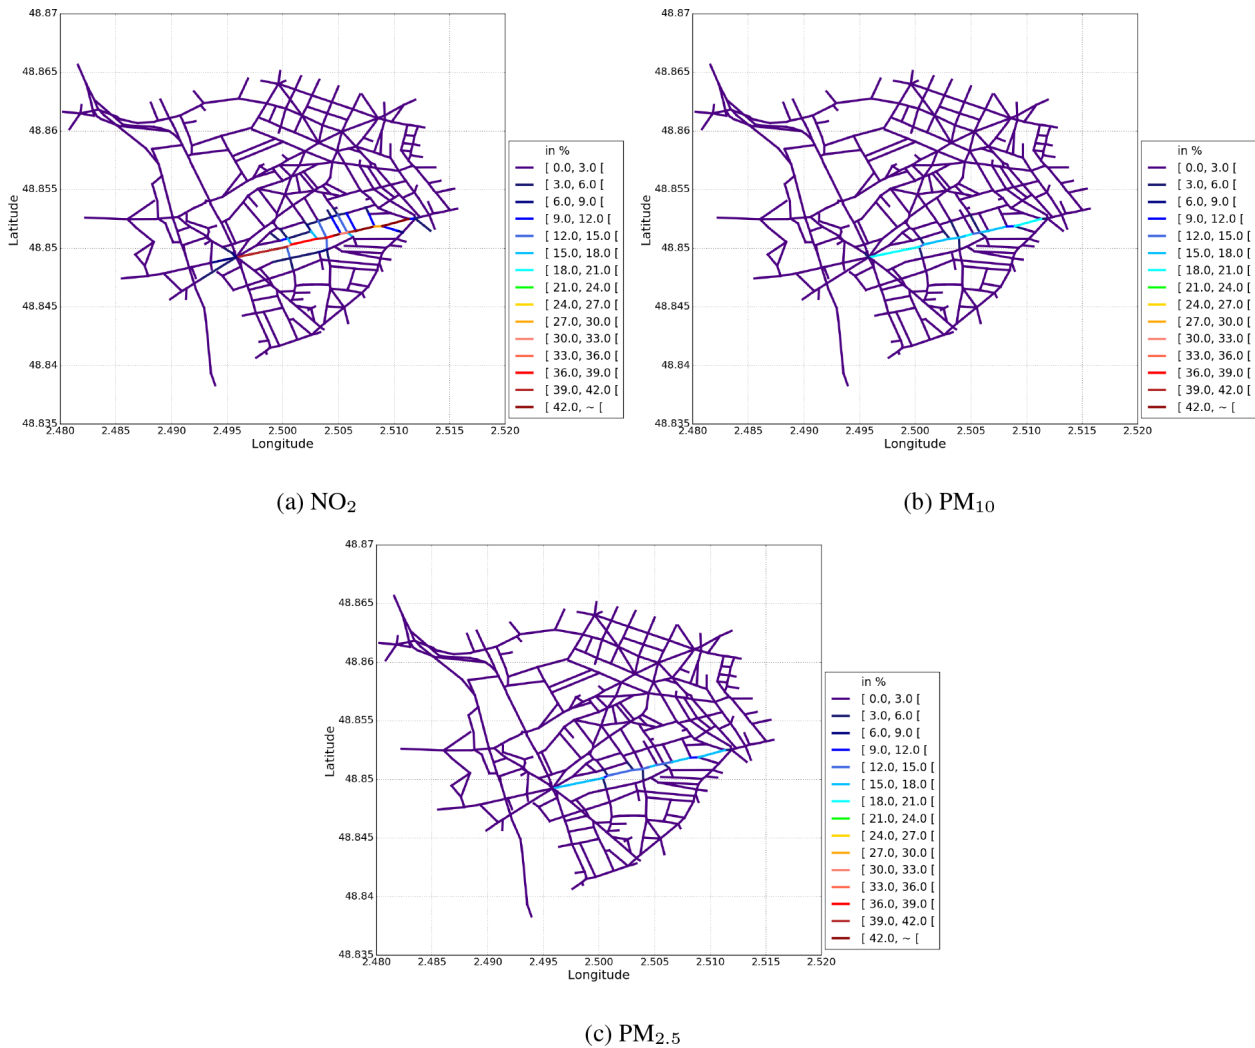 48.87
48.865
48.86
48.855
48.85
48.845
48.84
48.835
2.480 2.485 2.490 2.495 2.500 2.505 2.510 2.515 2.520
Latitude
Longitude
in %
[ 0.0, 3.0 [
[ 3.0, 6.0 [
[ 6.0, 9.0 [
[ 9.0, 12.0 [
[ 12.0, 15.0 [
[ 15.0, 18.0 [
[ 18.0, 21.0 [
[ 21.0, 24.0 [
[ 24.0, 27.0 [
[ 27.0, 30.0 [
[ 30.0, 33.0 [
[ 33.0, 36.0 [
[ 36.0, 39.0 [
[ 39.0, 42.0 [
[ 42.0, ~ [
(a) NO₂
48.87
48.865
48.86
48.855
48.85
48.845
48.84
48.835
2.480 2.485 2.490 2.495 2.500 2.505 2.510 2.515 2.520
Latitude
Longitude
in %
[ 0.0, 3.0 [
[ 3.0, 6.0 [
[ 6.0, 9.0 [
[ 9.0, 12.0 [
[ 12.0, 15.0 [
[ 15.0, 18.0 [
[ 18.0, 21.0 [
[ 21.0, 24.0 [
[ 24.0, 27.0 [
[ 27.0, 30.0 [
[ 30.0, 33.0 [
[ 33.0, 36.0 [
[ 36.0, 39.0 [
[ 39.0, 42.0 [
[ 42.0, ~ [
(b) PM₁₀
48.87
48.865
48.86
48.855
48.85
48.845
48.84
48.835
2.480 2.485 2.490 2.495 2.500 2.505 2.510 2.515 2.520
Latitude
Longitude
in %
[ 0.0, 3.0 [
[ 3.0, 6.0 [
[ 6.0, 9.0 [
[ 9.0, 12.0 [
[ 12.0, 15.0 [
[ 15.0, 18.0 [
[ 18.0, 21.0 [
[ 21.0, 24.0 [
[ 24.0, 27.0 [
[ 27.0, 30.0 [
[ 30.0, 33.0 [
[ 33.0, 36.0 [
[ 36.0, 39.0 [
[ 39.0, 42.0 [
[ 42.0, ~ [
(c) PM₂.₅